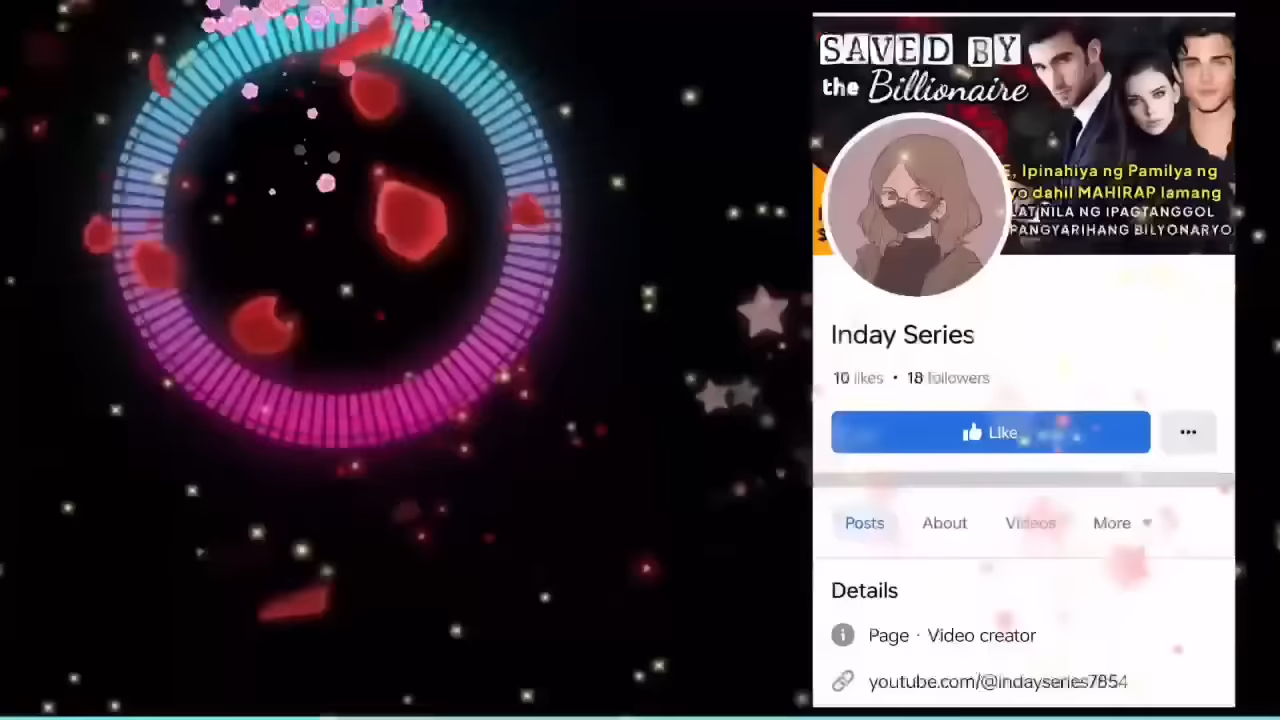 SAVED BY
the Billionaire
, Ipinahiya ng Pamilya ng
dahil MAHIRAP lamang
NILA NG IPAGTANGGOL
PANGYARIHANG BILYONARYO
Inday Series
10 likes • 18 followers
Like
Posts About Videos More
Details
Page · Video creator
youtube.com/@indayseries7854